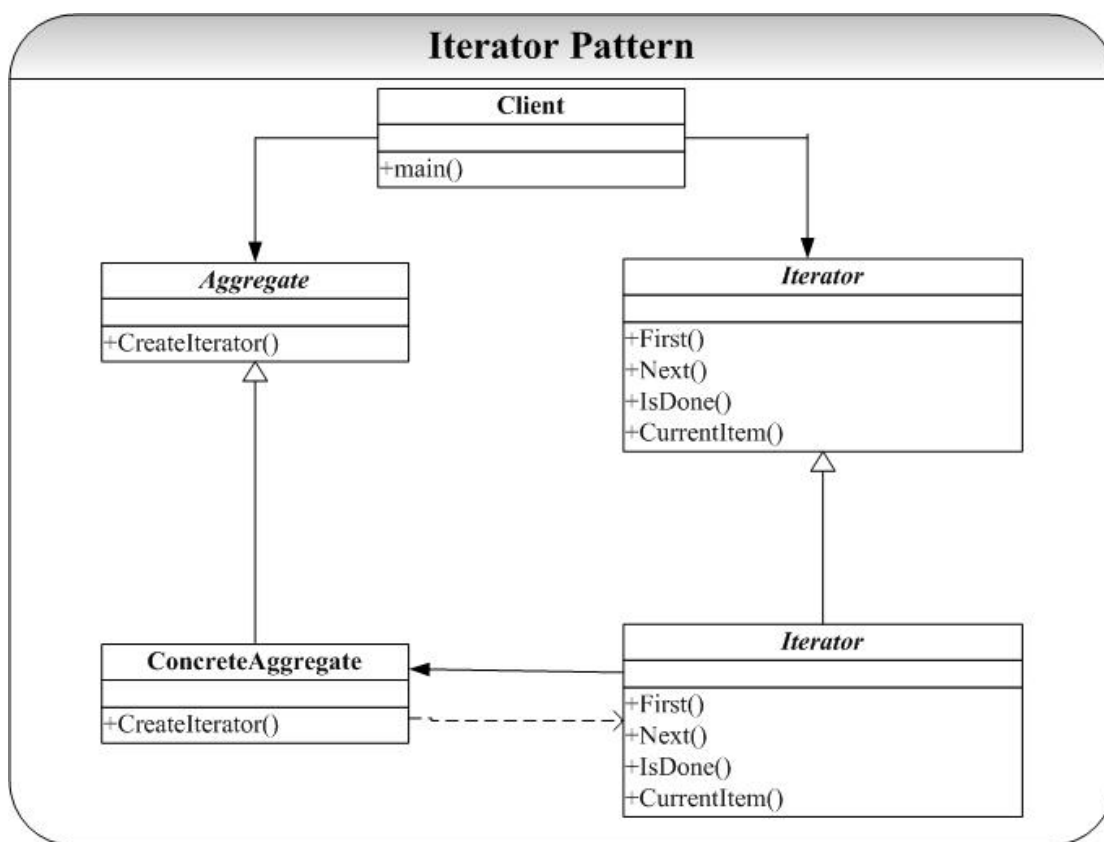 Iterator Pattern
Client
+main()
Aggregate
+CreateIterator()
Iterator
+First()
+Next()
+IsDone()
+CurrentItem()
ConcreteAggregate
+CreateIterator()
Iterator
+First()
+Next()
+IsDone()
+CurrentItem()